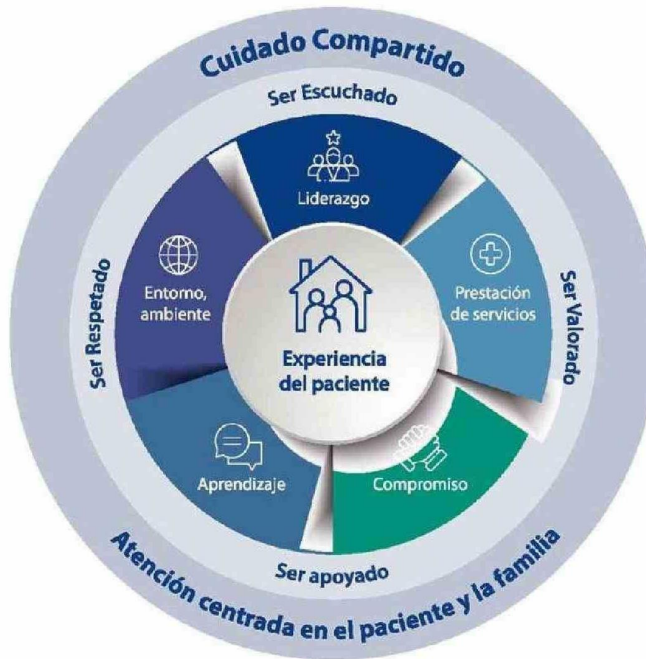 Cuidado Compartido
Ser Escuchado
Liderazgo
Entorno,
ambiente
Prestación
de servicios
Ser Respetado
Ser Valorado
Experiencia
del paciente
Aprendizaje
Compromiso
Ser apoyado
Atención centrada en el paciente y la familia